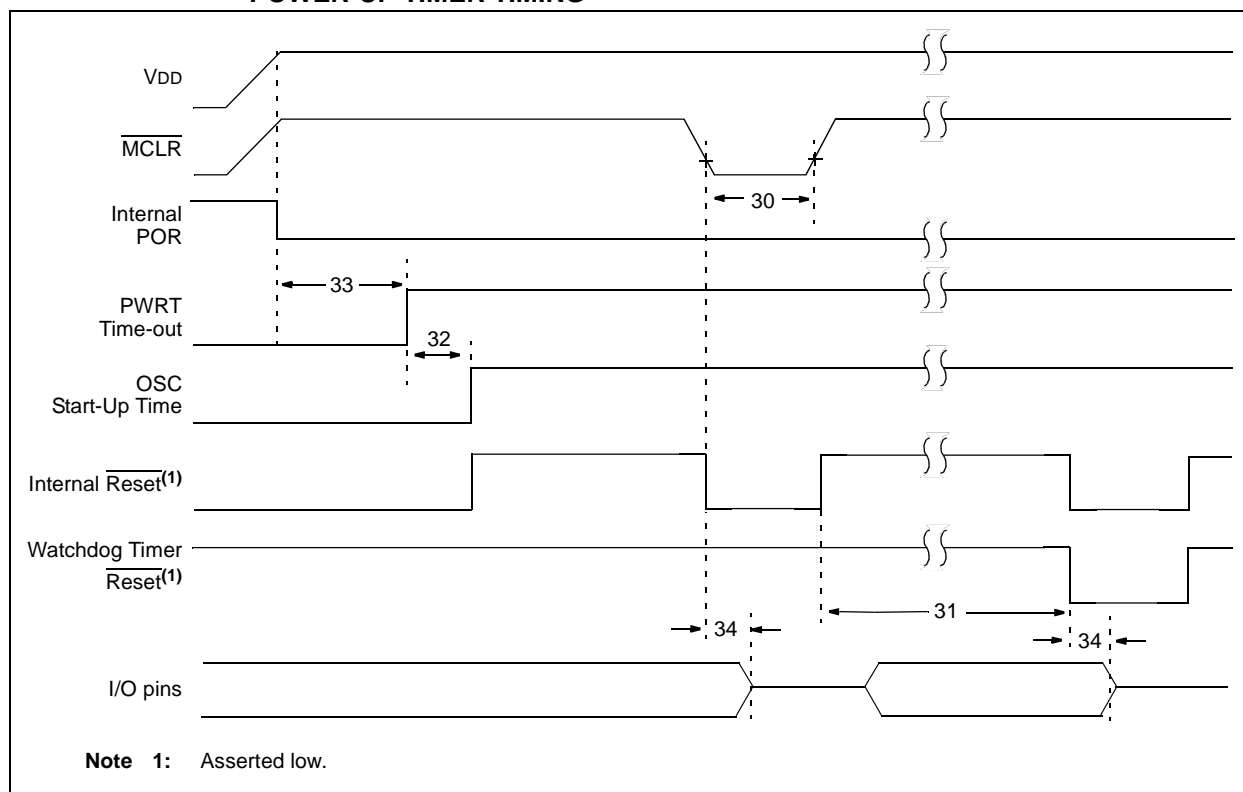 POWER-UP TIMER TIMING
VDD
MCLR
30
Internal
POR
33
PWRT
Time-out
32
OSC
Start-Up Time
Internal Reset(1)
Watchdog Timer
Reset(1)
31
34
34
I/O pins
Note 1: Asserted low.